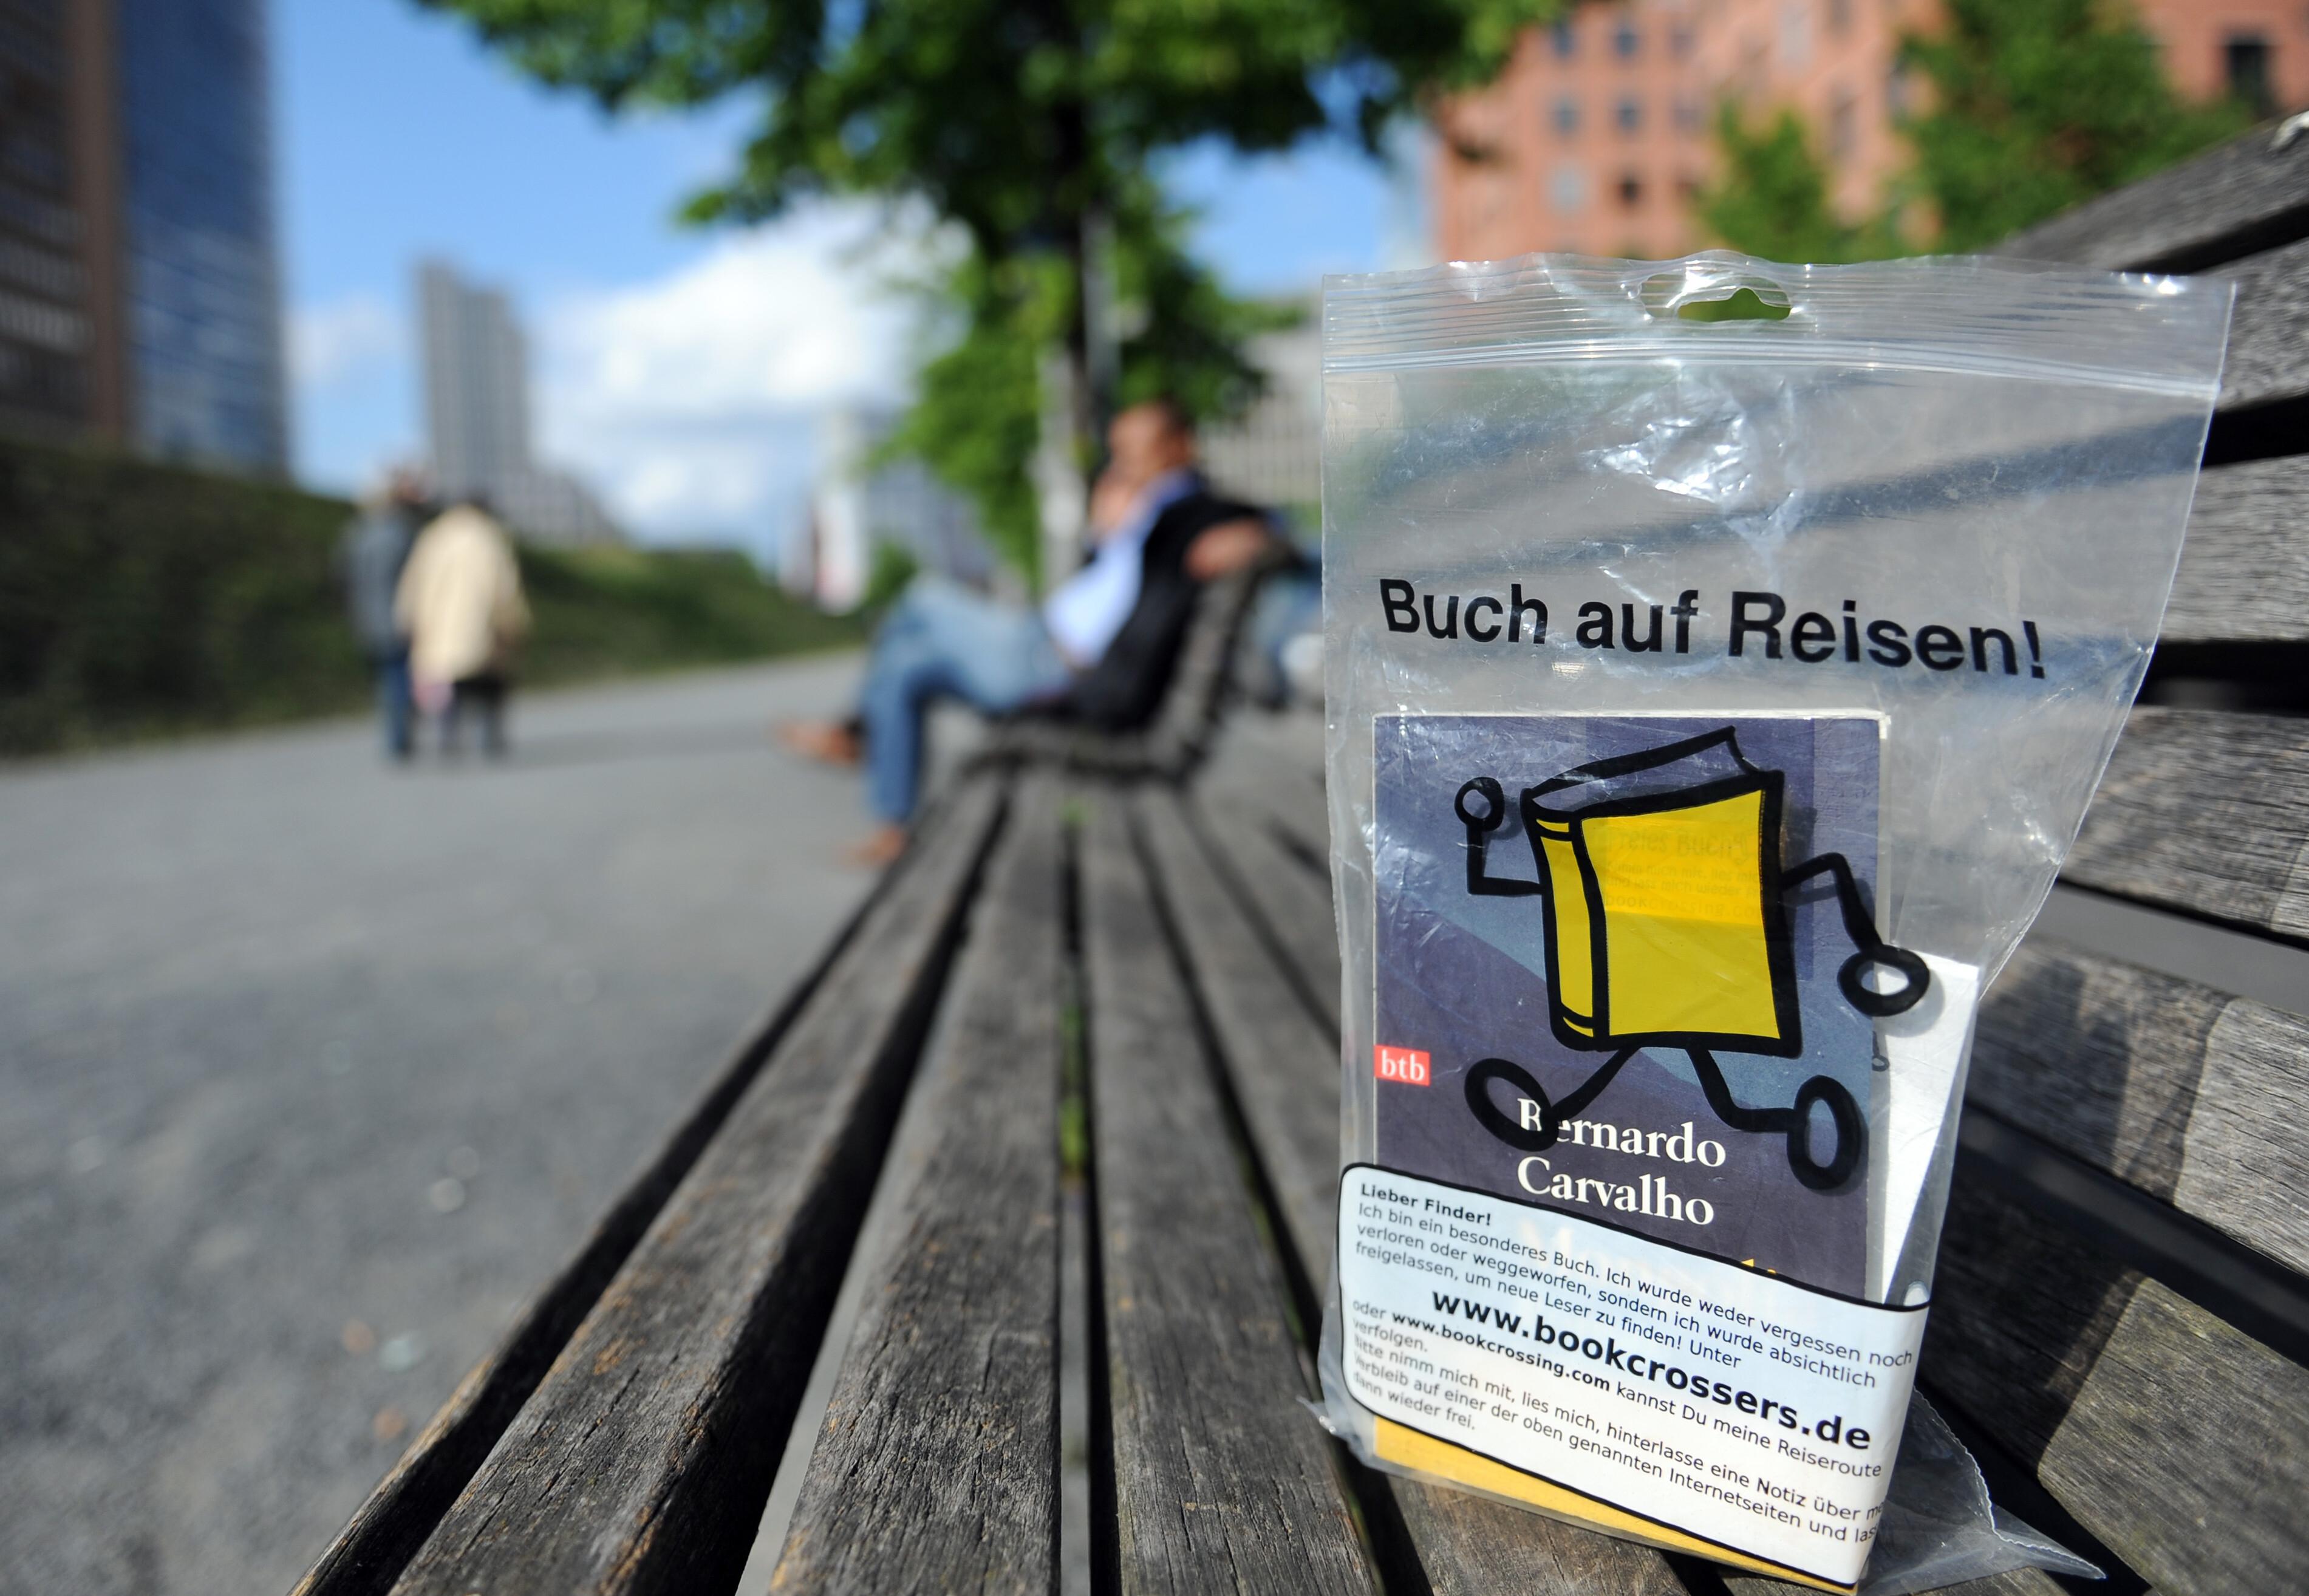 Buch auf Reisen!
btb
Bernardo
Carvalho
Lieber Finder!
Ich bin ein besonderes Buch. Ich wurde weder vergessen noch
verloren oder weggeworfen, sondern ich wurde absichtlich
freigelassen, um neue Leser zu finden! Unter
www.bookcrossers.de
oder www.bookcrossing.com kannst Du meine Reiseroute
verfolgen.
Bitte nimm mich mit, lies mich, hinterlasse eine Notiz über
Verbleib auf einer der oben genannten Internetseiten und
dann wieder frei.